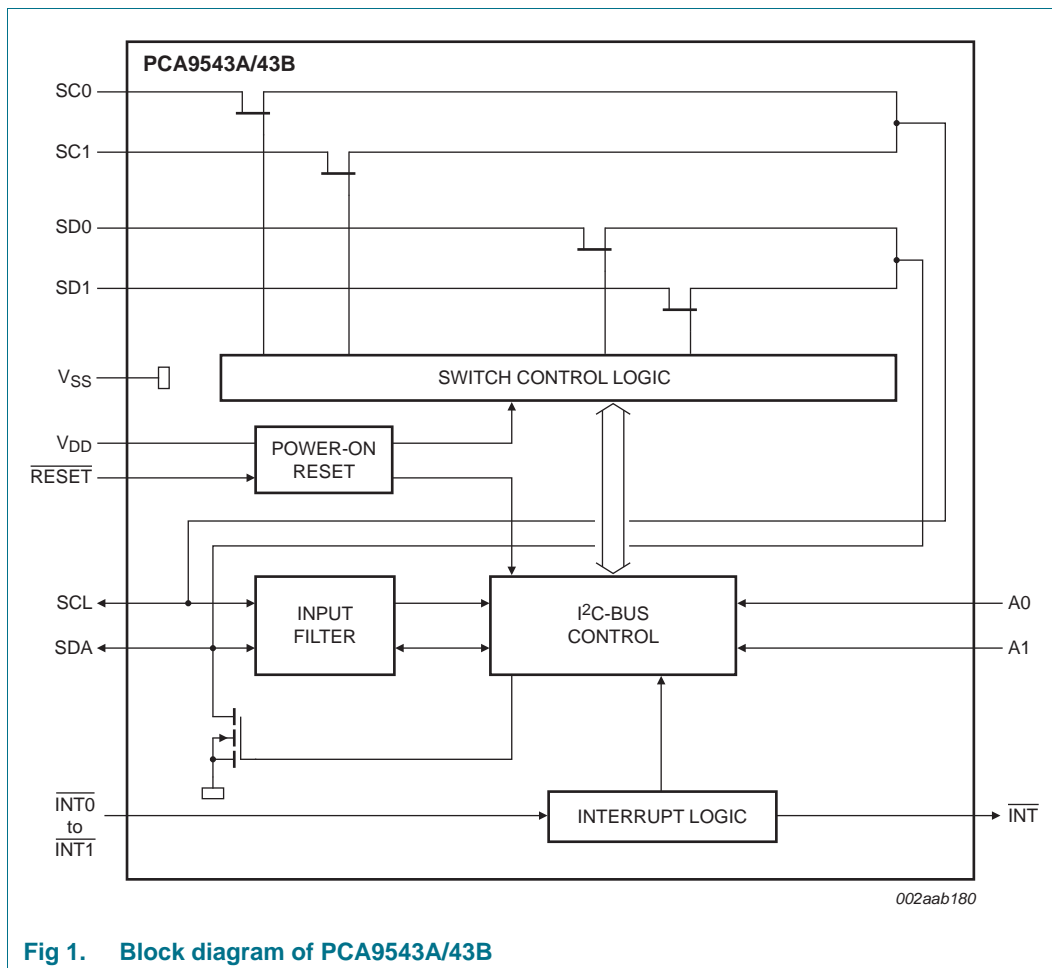 PCA9543A/43B
SC0
SC1
SD0
SD1
VSS
SWITCH CONTROL LOGIC
VDD
POWER-ON
RESET
RESET
SCL
SDA
INPUT
FILTER
I2C-BUS
CONTROL
A0
A1
INT0
to
INT1
INTERRUPT LOGIC
INT
002aab180
Fig 1. Block diagram of PCA9543A/43B